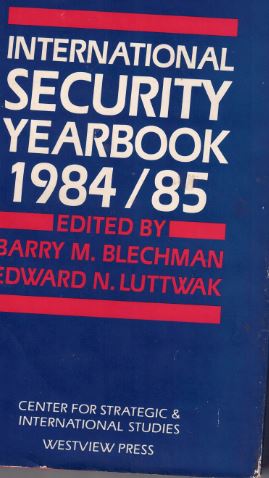 INTERNATIONAL
SECURITY
YEARBOOK
1984/85
EDITED BY
BARRY M. BLECHMAN
EDWARD N. LUTTWAK
CENTER FOR STRATEGIC &
INTERNATIONAL STUDIES
WESTVIEW PRESS